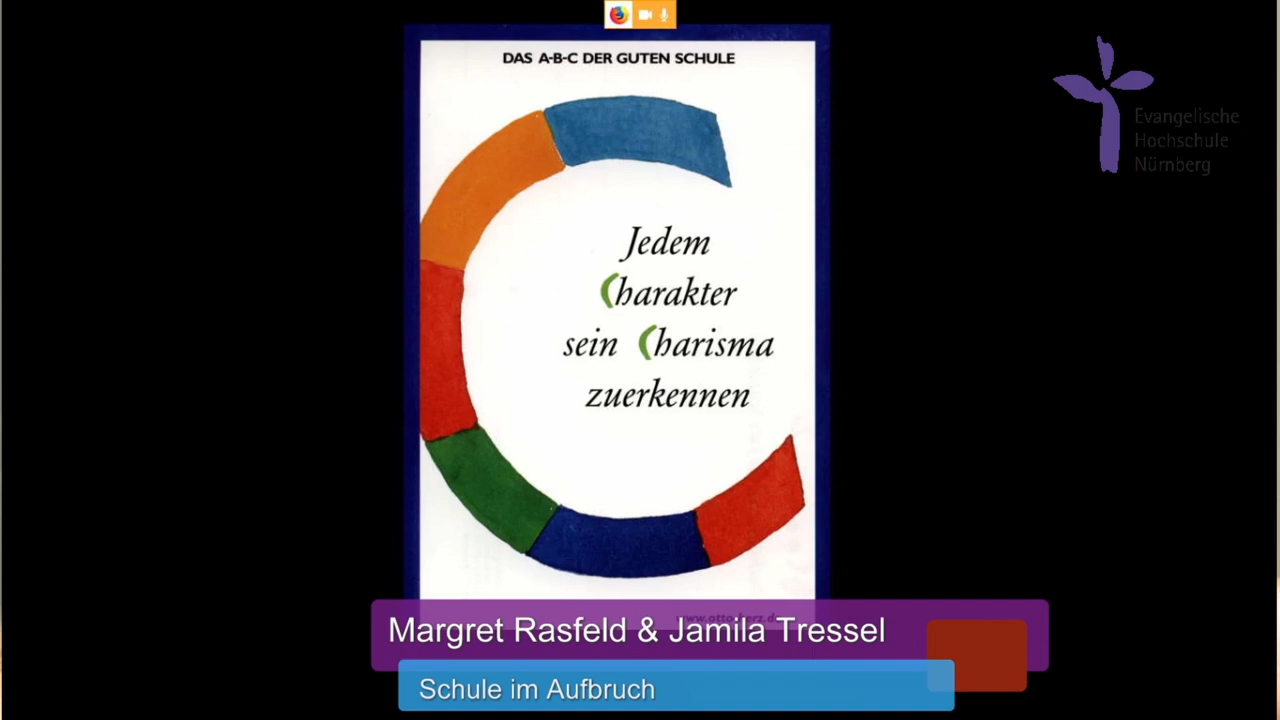 DAS A-B-C DER GUTEN SCHULE
Jedem
Charakter
sein Charisma
zuerkennen
Evangelische
Hochschule
Nürnberg
Margret Rasfeld & Jamila Tressel
Schule im Aufbruch